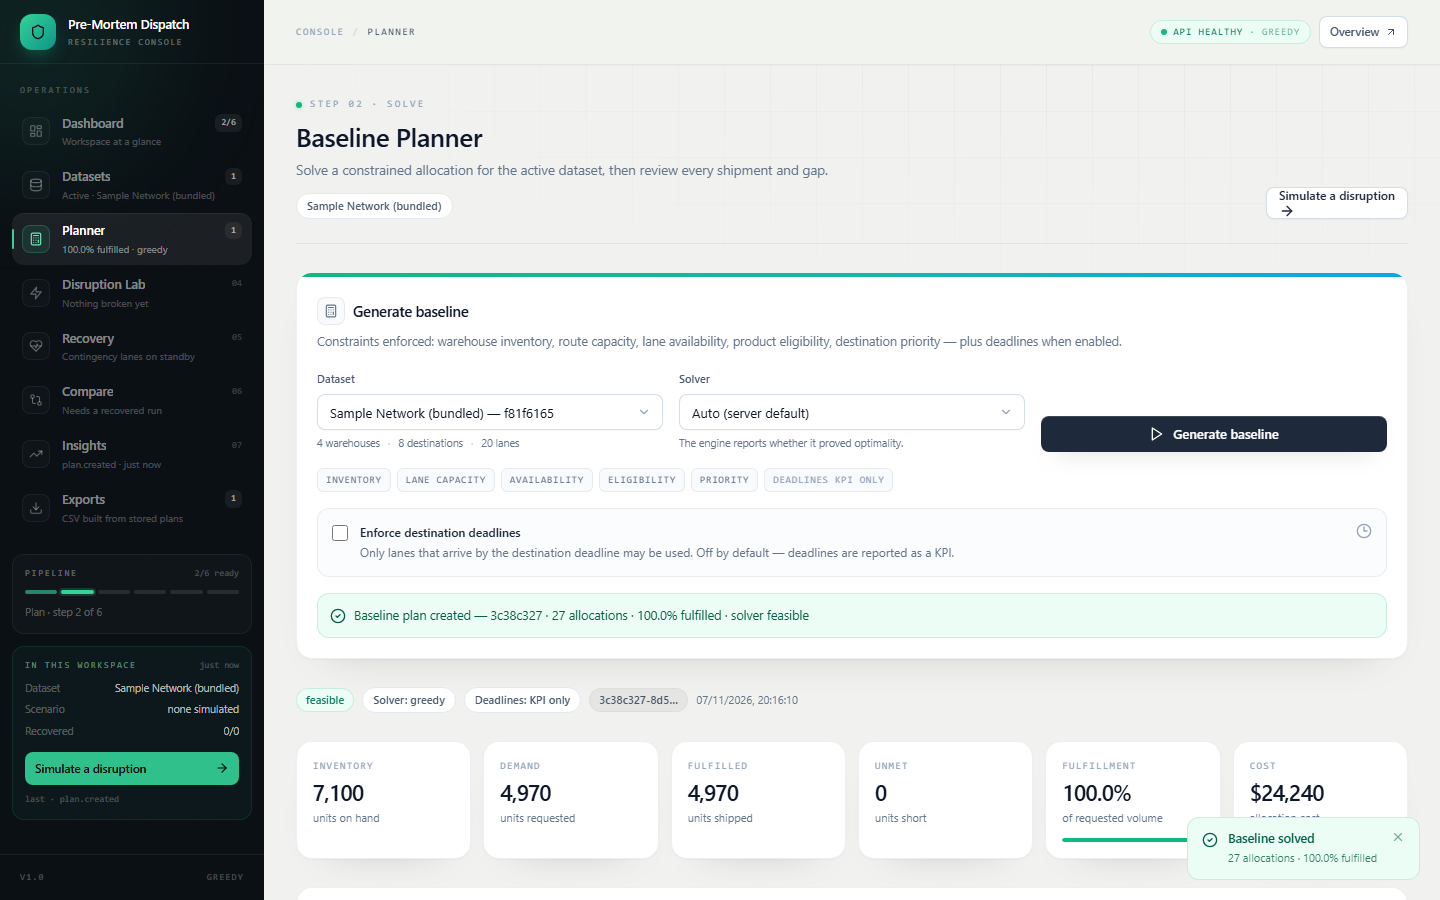 Pre-Mortem Dispatch
RESILIENCE CONSOLE
OPERATIONS
Dashboard 2/6
Workspace at a glance
Datasets 1
Active · Sample Network (bundled)
Planner 1
100.0% fulfilled · greedy
Disruption Lab 04
Nothing broken yet
Recovery 05
Contingency lanes on standby
Compare 06
Needs a recovered run
Insights 07
plan.created · just now
Exports 1
CSV built from stored plans
PIPELINE 2/6 ready
Plan · step 2 of 6
IN THIS WORKSPACE just now
Dataset Sample Network (bundled)
Scenario none simulated
Recovered 0/0
Simulate a disruption →
last · plan.created
V1.0 GREEDY
CONSOLE / PLANNER
API HEALTHY · GREEDY
Overview ↗
STEP 02 · SOLVE
Baseline Planner
Solve a constrained allocation for the active dataset, then review every shipment and gap.
Sample Network (bundled)
Simulate a disruption
→
Generate baseline
Constraints enforced: warehouse inventory, route capacity, lane availability, product eligibility, destination priority — plus deadlines when enabled.
Dataset Solver
Sample Network (bundled) — f81f6165
Auto (server default)
Generate baseline
4 warehouses · 8 destinations · 20 lanes
The engine reports whether it proved optimality.
INVENTORY LANE CAPACITY AVAILABILITY ELIGIBILITY PRIORITY DEADLINES KPI ONLY
Enforce destination deadlines
Only lanes that arrive by the destination deadline may be used. Off by default — deadlines are reported as a KPI.
Baseline plan created — 3c38c327 · 27 allocations · 100.0% fulfilled · solver feasible
feasible Solver: greedy Deadlines: KPI only 3c38c327-8d5... 07/11/2026, 20:16:10
INVENTORY
7,100
units on hand
DEMAND
4,970
units requested
FULFILLED
4,970
units shipped
UNMET
0
units short
FULFILLMENT
100.0%
of requested volume
COST
$24,240
allocation cost
Baseline solved
27 allocations · 100.0% fulfilled